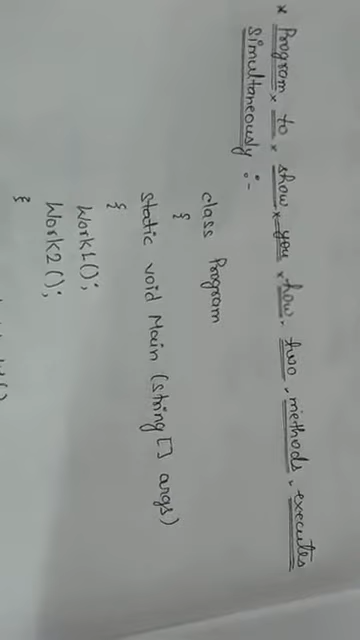 * Program to show you how two methods executes
simultaneously :-
class Program
{
static void Main (string [] args)
{
Work1();
Work2();
}